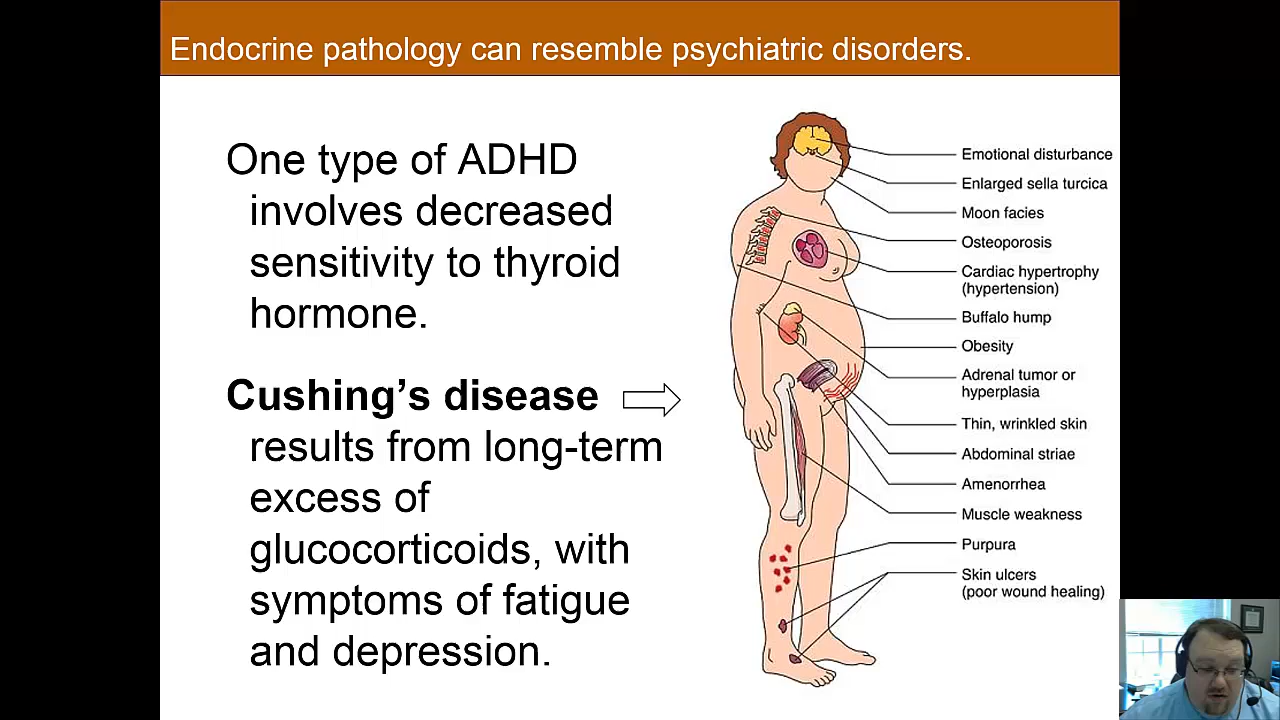 Endocrine pathology can resemble psychiatric disorders.
One type of ADHD
involves decreased
sensitivity to thyroid
hormone.
Cushing’s disease
results from long-term
excess of
glucocorticoids, with
symptoms of fatigue
and depression.
Emotional disturbance
Enlarged sella turcica
Moon facies
Osteoporosis
Cardiac hypertrophy
(hypertension)
Buffalo hump
Obesity
Adrenal tumor or
hyperplasia
Thin, wrinkled skin
Abdominal striae
Amenorrhea
Muscle weakness
Purpura
Skin ulcers
(poor wound healing)